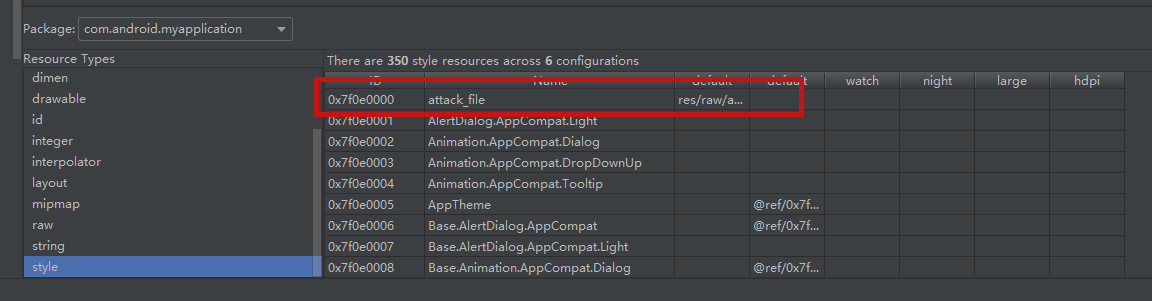 Package: com.android.myapplication
Resource Types
dimen
drawable
id
integer
interpolator
layout
mipmap
raw
string
style
There are 350 style resources across 6 configurations
ID Name default default watch night large hdpi
0x7f0e0000 attack_file res/raw/a...
0x7f0e0001 AlertDialog.AppCompat.Light
0x7f0e0002 Animation.AppCompat.Dialog
0x7f0e0003 Animation.AppCompat.DropDownUp
0x7f0e0004 Animation.AppCompat.Tooltip
0x7f0e0005 AppTheme @ref/0x7f...
0x7f0e0006 Base.AlertDialog.AppCompat @ref/0x7f...
0x7f0e0007 Base.AlertDialog.AppCompat.Light
0x7f0e0008 Base.Animation.AppCompat.Dialog @ref/0x7f...